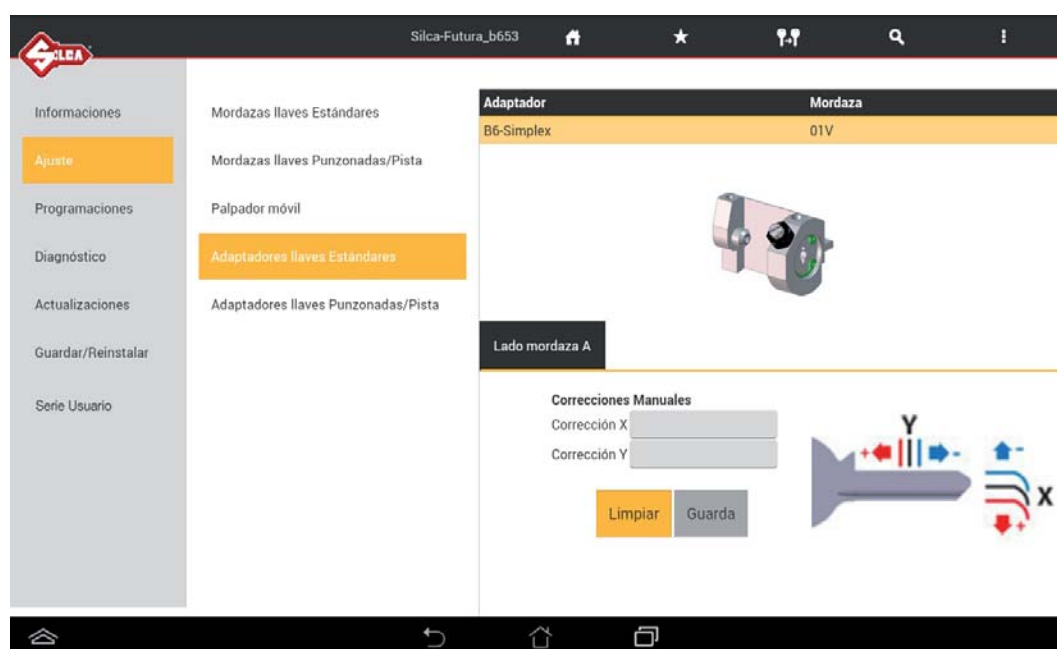 SILCA
Silca-Futura_b653
Informaciones
Ajuste
Programaciones
Diagnóstico
Actualizaciones
Guardar/Reinstalar
Serie Usuario
Mordazas llaves Estándares
Mordazas llaves Punzonadas/Pista
Palpador móvil
Adaptadores llaves Estándares
Adaptadores llaves Punzonadas/Pista
Adaptador Mordaza
B6-Simplex 01V
Lado mordaza A
Correcciones Manuales
Corrección X
Corrección Y
Limpiar Guarda
Y
+ -
-
X
+